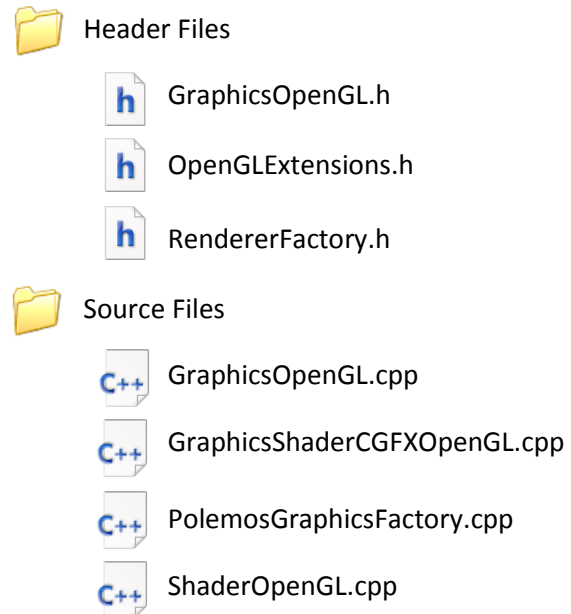 Header Files
h GraphicsOpenGL.h
h OpenGLExtensions.h
h RendererFactory.h
Source Files
C++ GraphicsOpenGL.cpp
C++ GraphicsShaderCGFXOpenGL.cpp
C++ PolemosGraphicsFactory.cpp
C++ ShaderOpenGL.cpp